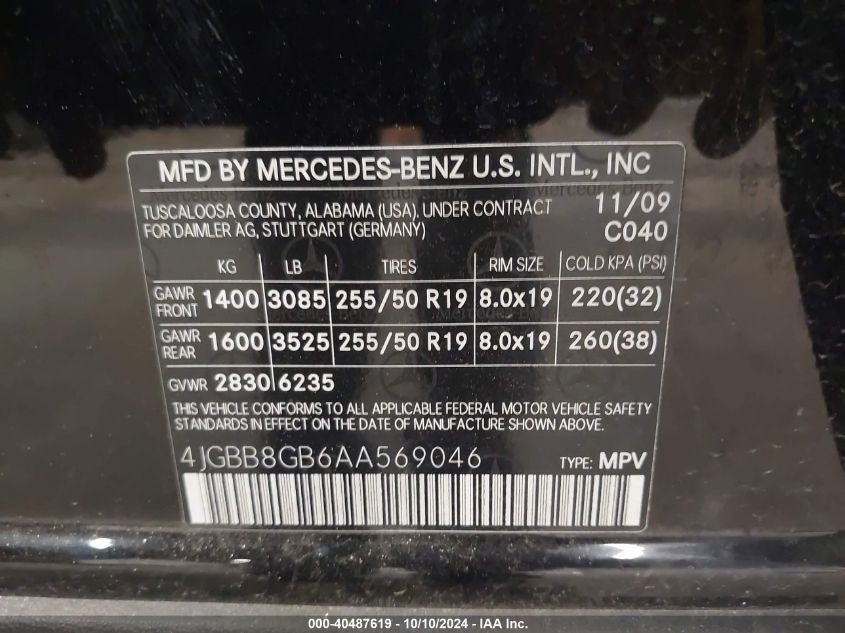 MFD BY MERCEDES-BENZ U.S. INTL., INC
TUSCALOOSA COUNTY, ALABAMA (USA). UNDER CONTRACT 11/09
FOR DAIMLER AG, STUTTGART (GERMANY) C040
KG LB TIRES RIM SIZE COLD KPA (PSI)
GAWR FRONT 1400 3085 255/50 R19 8.0x19 220(32)
GAWR REAR 1600 3525 255/50 R19 8.0x19 260(38)
GVWR 2830 6235
THIS VEHICLE CONFORMS TO ALL APPLICABLE FEDERAL MOTOR VEHICLE SAFETY
STANDARDS IN EFFECT ON THE DATE OF MANUFACTURE SHOWN ABOVE.
4JGBB8GB6AA569046 TYPE: MPV
000-40487619 - 10/10/2024 - IAA Inc.